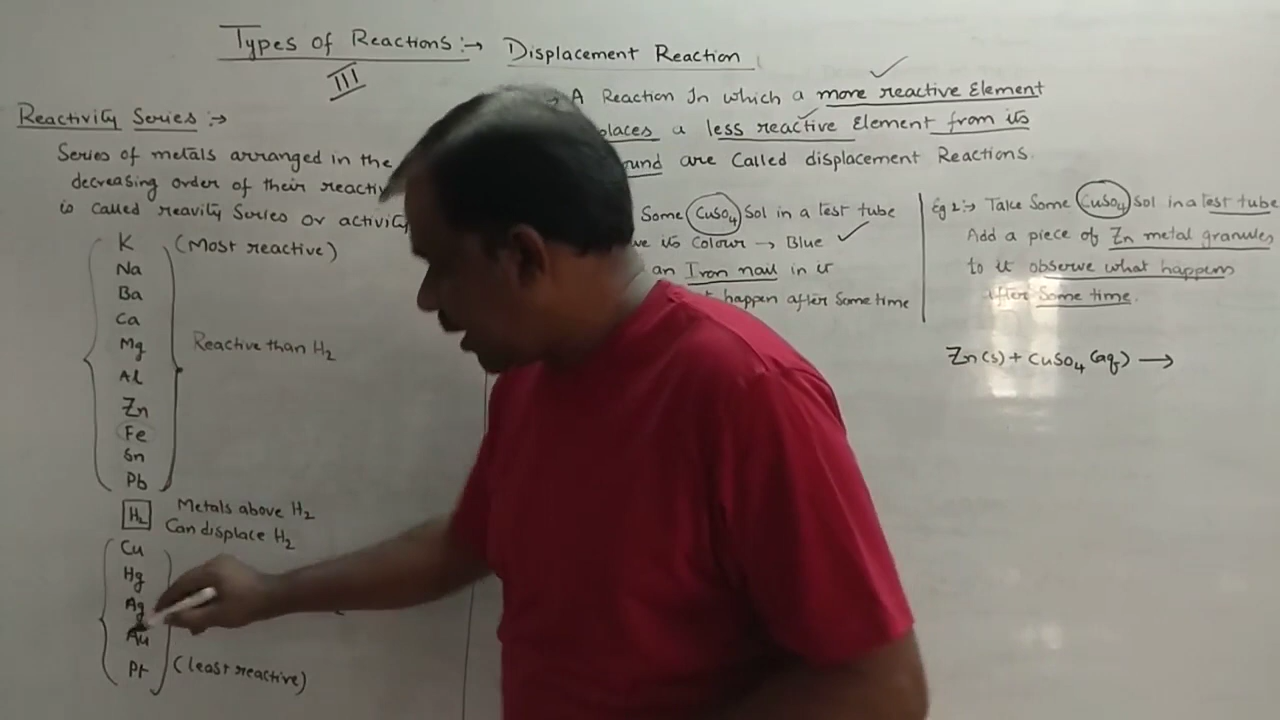 Types of Reactions :→ Displacement Reaction
III
Reactivity Series :→
Series of metals arranged in the
decreasing order of their
is called reavity Series or activity
K (Most reactive)
Na
Ba
Ca
Mg Reactive than H2
Al
Zn
Fe
Sn
Pb
H2 Metals above H2
Can displace H2
Cu
Hg
Ag
Au
Pt (least reactive)
→ A Reaction In which a more reactive Element
a less reactive Element from its
are Called displacement Reactions.
Some CuSO4 Sol in a test tube
its Colour → Blue ✓
an Iron nail in it
happen after Some time
Eg 2:→ Take Some CuSO4 Sol in a test tube
Add a piece of Zn metal granules
to it observe what happens
after Some time.
Zn(s) + CuSO4 (aq) →